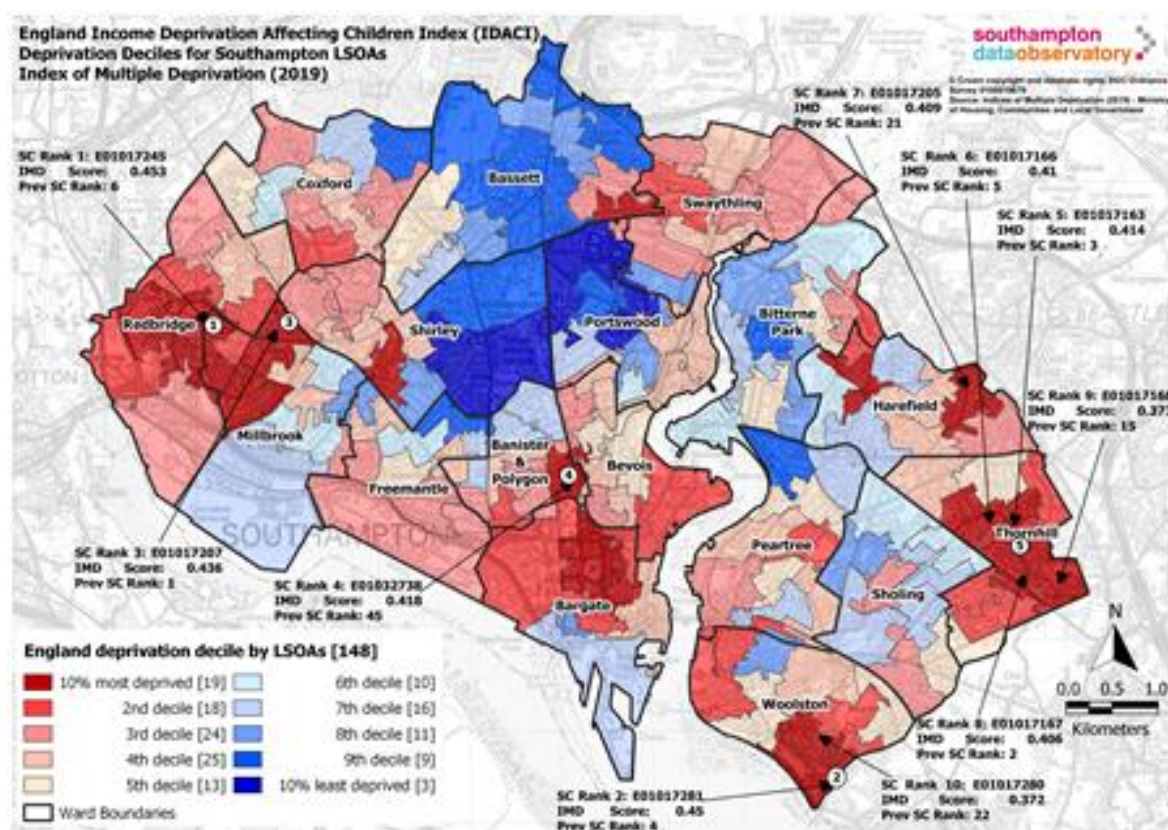 England Income Deprivation Affecting Children Index (IDACI)
Deprivation Deciles for Southampton LSOAs
Index of Multiple Deprivation (2019)
southampton
dataobservatory
SC Rank 7: E01017205
IMD Score: 0.409
Prev SC Rank: 21
SC Rank 1: E01017245
IMD Score: 0.453
Prev SC Rank: 6
SC Rank 6: E01017166
IMD Score: 0.41
Prev SC Rank: 5
SC Rank 5: E01017163
IMD Score: 0.414
Prev SC Rank: 3
Coxford
Bassett
Swaythling
Redbridge
1
3
Shirley
Portswood
Bitterne
Park
Harefield
SC Rank 9:
IMD Score:
Prev SC Rank: 15
Millbrook
Banister
&
Polygon
4
Bevois
Freemantle
SOUTHAMPTON
Thornhill
5
Peartree
Sholing
SC Rank 3: E01017207
IMD Score: 0.436
Prev SC Rank: 1
SC Rank 4: E01032738
IMD Score: 0.418
Prev SC Rank: 45
Bargate
N
England deprivation decile by LSOAs [148]
10% most deprived [19]
6th decile [10]
2nd decile [18]
7th decile [16]
3rd decile [24]
8th decile [11]
4th decile [25]
9th decile [9]
5th decile [13]
10% least deprived [3]
Ward Boundaries
Woolston
0.0 0.5 1.0
Kilometers
SC Rank 8: E01017167
IMD Score: 0.406
Prev SC Rank: 2
2
SC Rank 10: E01017280
IMD Score: 0.372
Prev SC Rank: 22
SC Rank 2: E01017281
IMD Score: 0.45
Prev SC Rank: 4